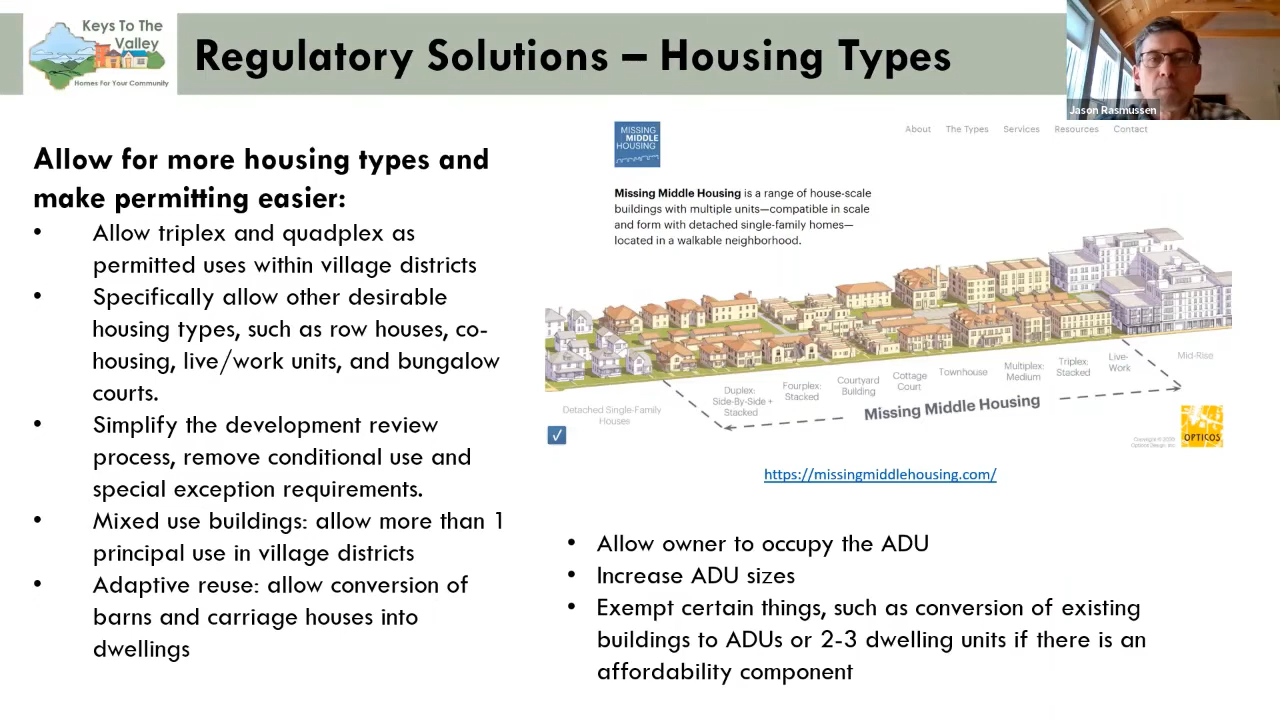 Keys To The
Valley
Homes For Your Community
Regulatory Solutions – Housing Types
Jason Rasmussen
Allow for more housing types and
make permitting easier:
• Allow triplex and quadplex as
permitted uses within village districts
• Specifically allow other desirable
housing types, such as row houses, co-
housing, live/work units, and bungalow
courts.
• Simplify the development review
process, remove conditional use and
special exception requirements.
• Mixed use buildings: allow more than 1
principal use in village districts
• Adaptive reuse: allow conversion of
barns and carriage houses into
dwellings
MISSING
MIDDLE
HOUSING
About The Types Services Resources Contact
Missing Middle Housing is a range of house-scale
buildings with multiple units—compatible in scale
and form with detached single-family homes—
located in a walkable neighborhood.
Detached Single-Family
Houses
Duplex:
Side-By-Side +
Stacked
Fourplex:
Stacked
Courtyard
Building
Cottage
Court
Townhouse
Multiplex:
Medium
Triplex:
Stacked
Live-
Work
Mid-Rise
Missing Middle Housing
Copyright © 2020
Opticos Design, Inc.
OPTICOS
https://missingmiddlehousing.com/
• Allow owner to occupy the ADU
• Increase ADU sizes
• Exempt certain things, such as conversion of existing
buildings to ADUs or 2-3 dwelling units if there is an
affordability component